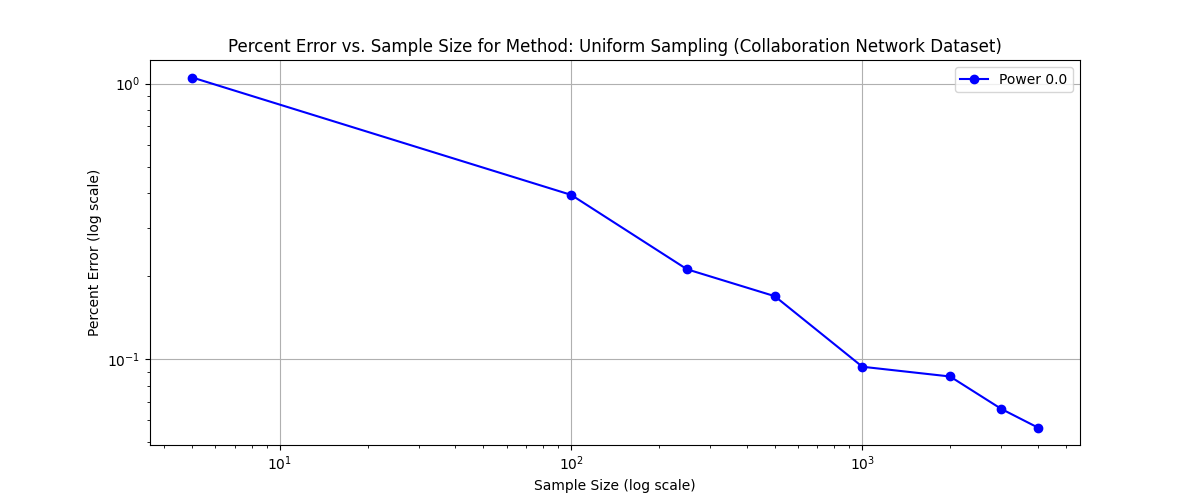 Percent Error vs. Sample Size for Method: Uniform Sampling (Collaboration Network Dataset)
Power 0.0
10⁰
10⁻¹
Percent Error (log scale)
10¹
10²
10³
Sample Size (log scale)